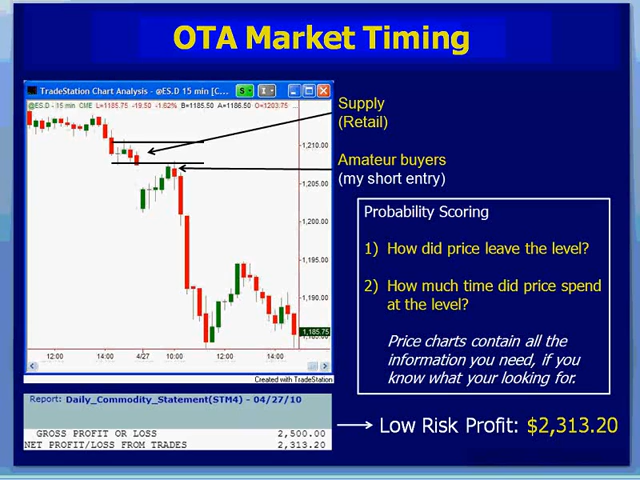 OTA Market Timing
TradeStation Chart Analysis - @ES.D 15 min [C...
@ES.D - 15 min CME L=1185.75 -19.50 -1.62% B=1185.50 A=1186.50 O=1203.75 ...
Supply
(Retail)
Amateur buyers
(my short entry)
1,210.00
1,205.00
1,200.00
1,195.00
1,190.00
1,185.75
12:00 14:00 4/27 10:00 12:00 14:00
Created with TradeStation
Probability Scoring
1) How did price leave the level?
2) How much time did price spend
at the level?
Price charts contain all the
information you need, if you
know what your looking for.
Report: Daily_Commodity_Statement(STM4) - 04/27/10
GROSS PROFIT OR LOSS 2,500.00
NET PROFIT/LOSS FROM TRADES 2,313.20
Low Risk Profit: $2,313.20